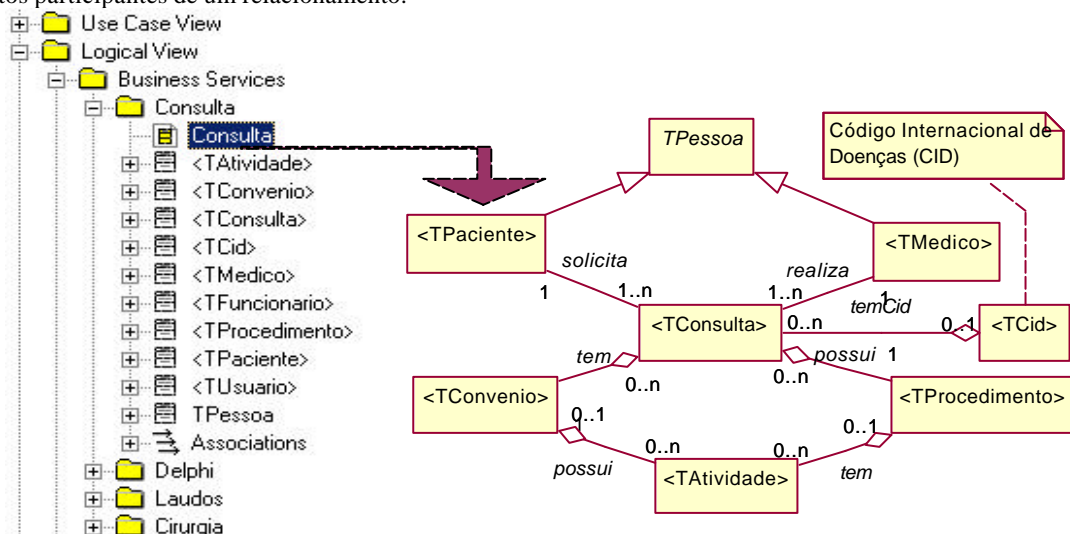 tos participantes de um relacionamento.
Use Case View
Logical View
Business Services
Consulta
Consulta
<TAtividade>
<TConvenio>
<TConsulta>
<TCid>
<TMedico>
<TFuncionario>
<TProcedimento>
<TPaciente>
<TUsuario>
TPessoa
Associations
Delphi
Laudos
Cirurgia
TPessoa
Código Internacional de
Doenças (CID)
<TPaciente>
<TMedico>
solicita
realiza
1
1..n
1..n
1
temCid
<TConsulta>
0..n
0..1
<TCid>
tem
0..n
possui
1
0..n
<TConvenio>
<TProcedimento>
0..1
0..n
possui
<TAtividade>
0..n
0..1
tem